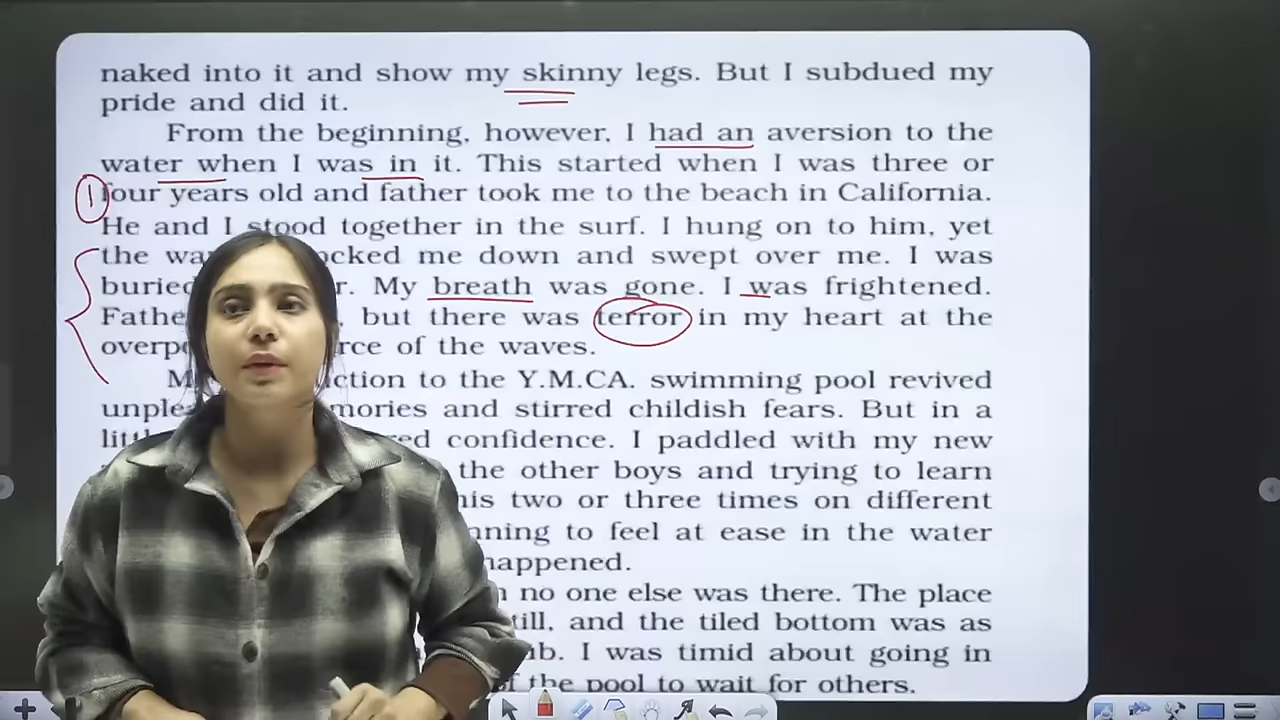 naked into it and show my skinny legs. But I subdued my
pride and did it.
From the beginning, however, I had an aversion to the
water when I was in it. This started when I was three or
1 four years old and father took me to the beach in California.
He and I stood together in the surf. I hung on to him, yet
the me down and swept over me. I was
My breath was gone. I was frightened.
but there was terror in my heart at the
of the waves.
to the Y.M.CA. swimming pool revived
and stirred childish fears. But in a
confidence. I paddled with my new
the other boys and trying to learn
two or three times on different
to feel at ease in the water
happened.
no one else was there. The place
and the tiled bottom was as
I was timid about going in
the pool to wait for others.